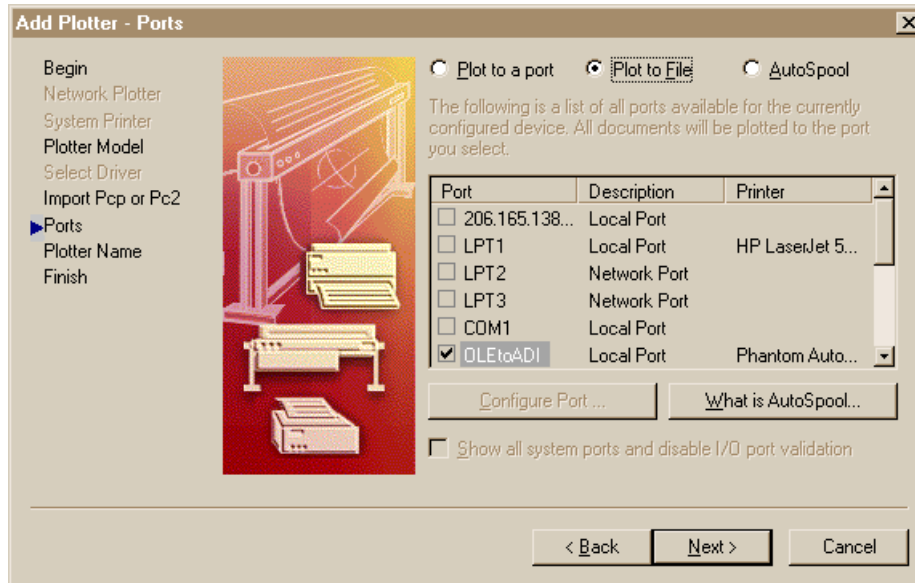 Add Plotter - Ports
Begin
Network Plotter
System Printer
Plotter Model
Select Driver
Import Pcp or Pc2
Ports
Plotter Name
Finish
Plot to a port Plot to File AutoSpool
The following is a list of all ports available for the currently
configured device. All documents will be plotted to the port
you select.
Port Description Printer
206.165.138... Local Port
LPT1 Local Port HP LaserJet 5...
LPT2 Network Port
LPT3 Network Port
COM1 Local Port
OLEtoADI Local Port Phantom Auto...
Configure Port ... What is AutoSpool...
Show all system ports and disable I/O port validation
< Back Next > Cancel